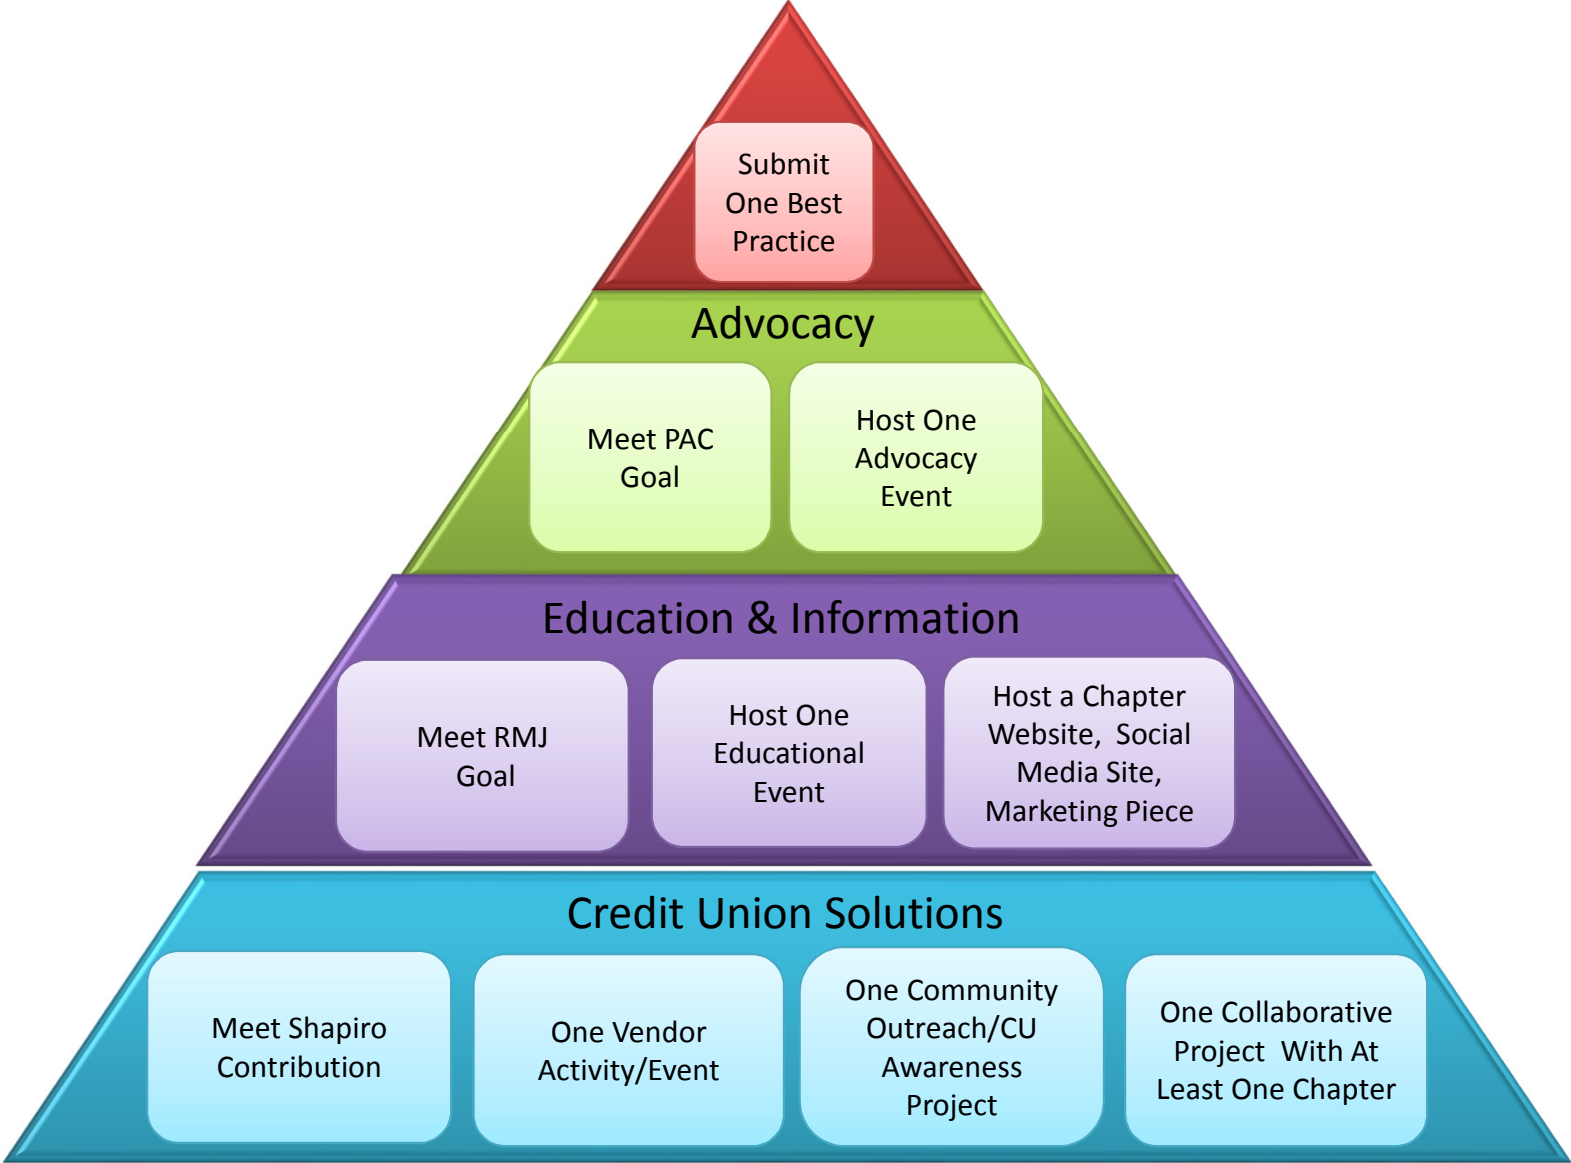 Submit
One Best
Practice
Advocacy
Meet PAC
Goal
Host One
Advocacy
Event
Education & Information
Meet RMJ
Goal
Host One
Educational
Event
Host a Chapter
Website,  Social
Media Site,
Marketing Piece
Credit Union Solutions
Meet Shapiro
Contribution
One Vendor
Activity/Event
One Community
Outreach/CU
Awareness
Project
One Collaborative
Project  With At
Least One Chapter